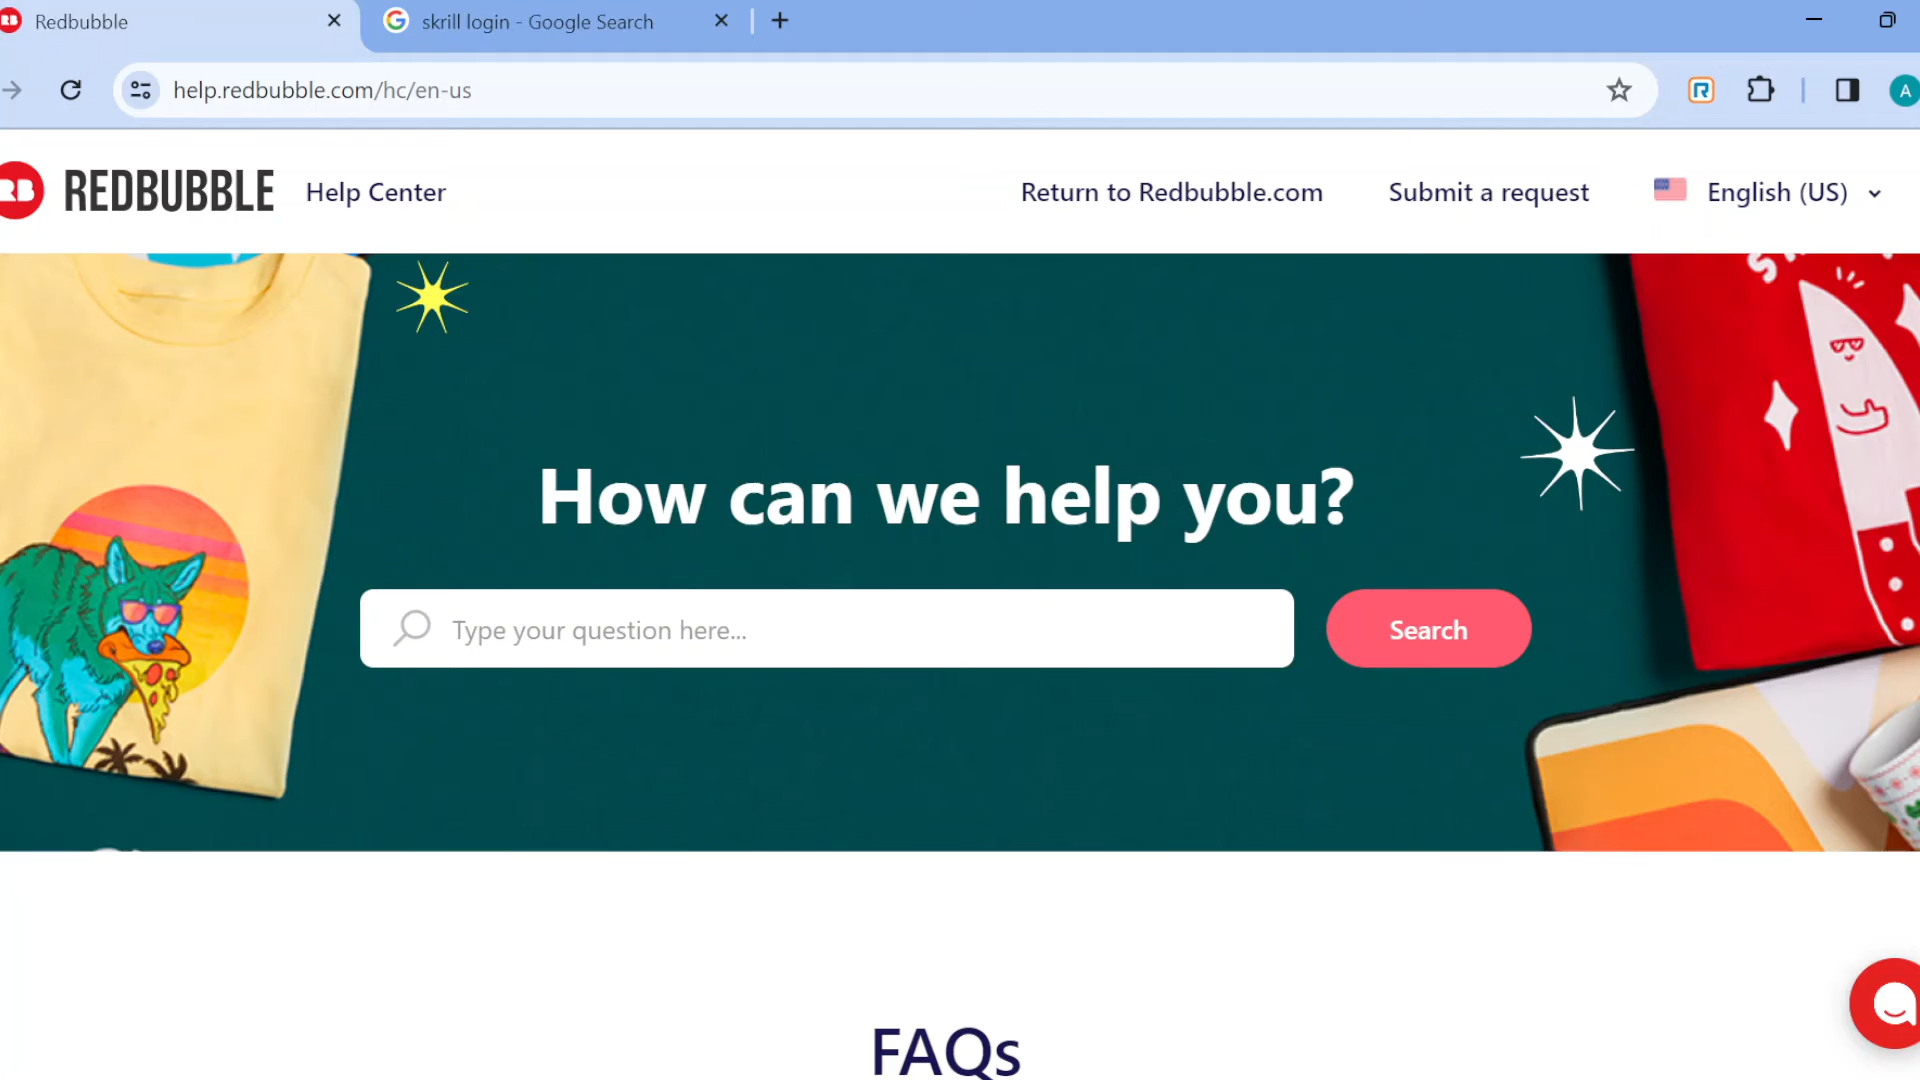 Redbubble
skrill login - Google Search
help.redbubble.com/hc/en-us
A
RB
REDBUBBLE
Help Center
Return to Redbubble.com
Submit a request
English (US)
How can we help you?
Type your question here...
Search
FAQs